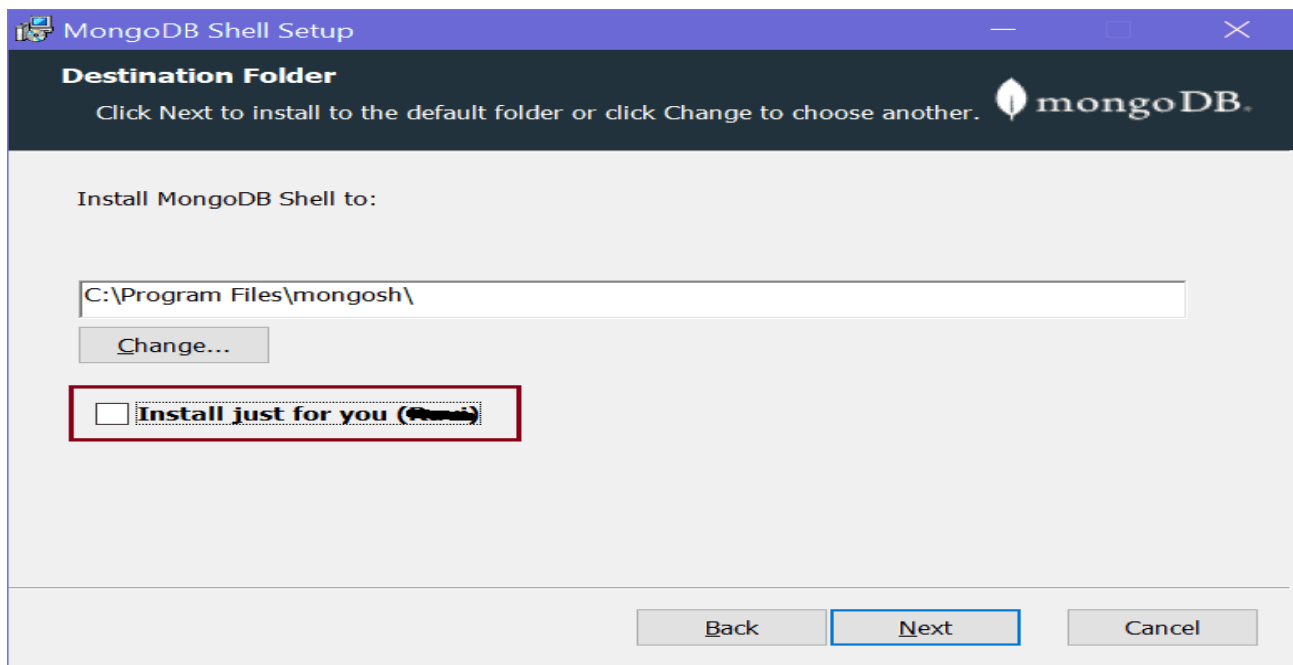 MongoDB Shell Setup
Destination Folder
Click Next to install to the default folder or click Change to choose another.
mongoDB.
Install MongoDB Shell to:
C:\Program Files\mongosh\
Change...
Install just for you (
Back Next Cancel